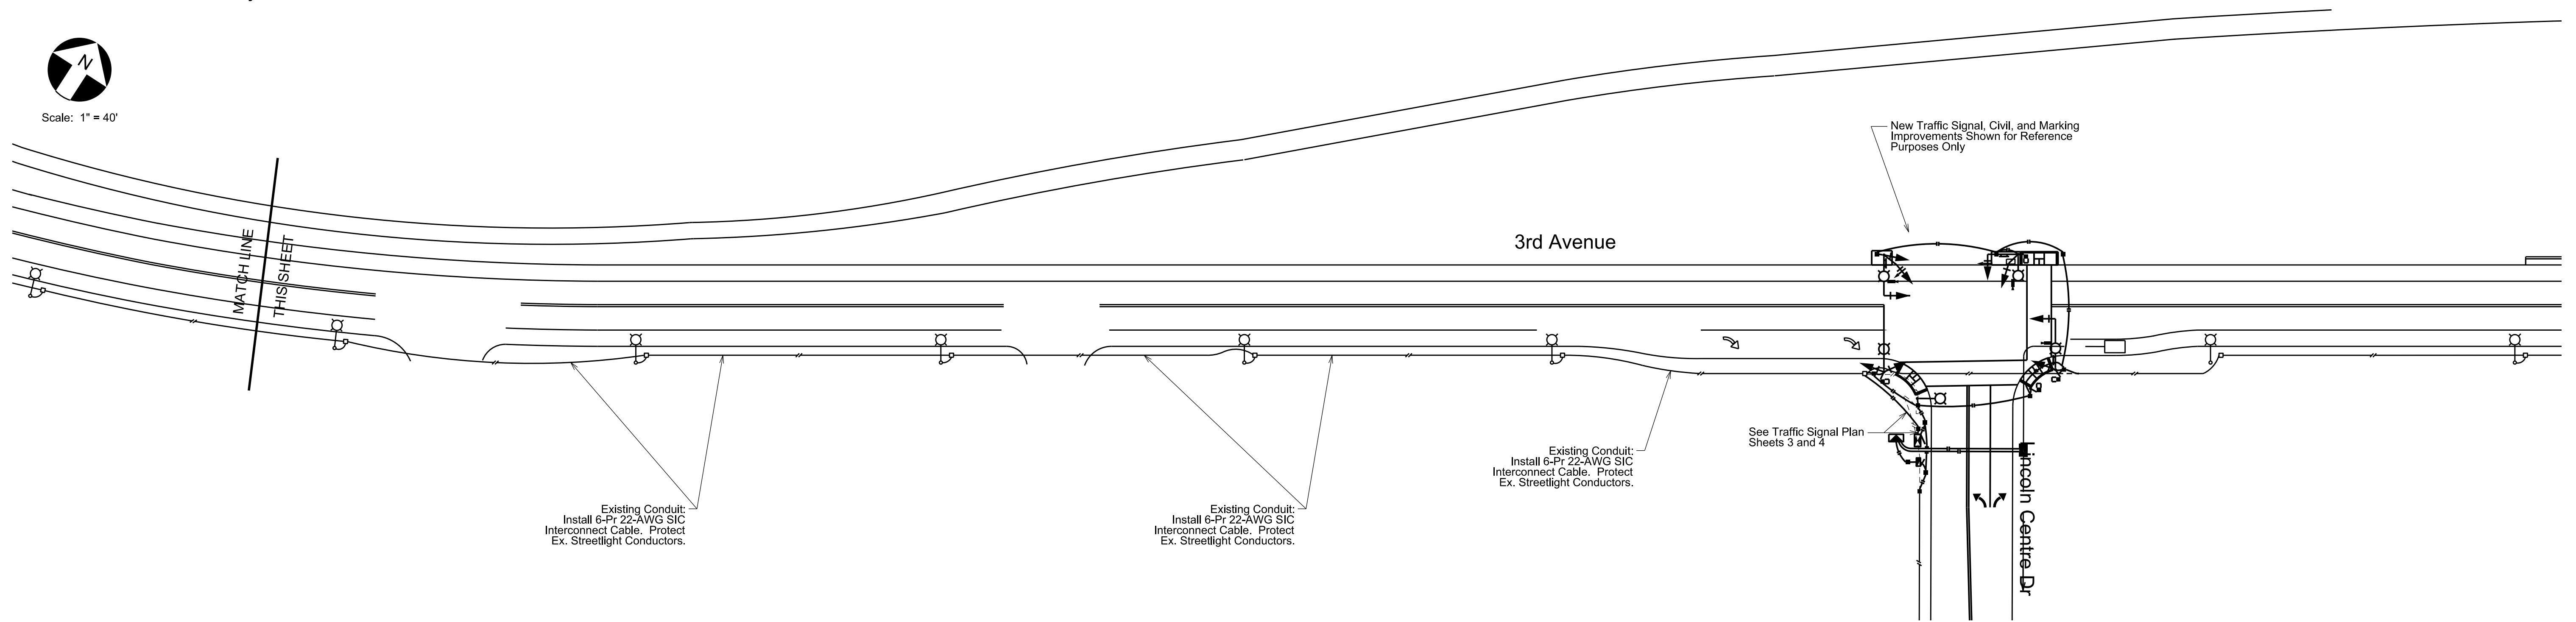 N
Scale: 1" = 40'
MATCH LINE
THIS SHEET
3rd Avenue
New Traffic Signal, Civil, and Marking
Improvements Shown for Reference
Purposes Only
Existing Conduit:
Install 6-Pr 22-AWG SIC
Interconnect Cable. Protect
Ex. Streetlight Conductors.
Existing Conduit:
Install 6-Pr 22-AWG SIC
Interconnect Cable. Protect
Ex. Streetlight Conductors.
Existing Conduit:
Install 6-Pr 22-AWG SIC
Interconnect Cable. Protect
Ex. Streetlight Conductors.
See Traffic Signal Plan
Sheets 3 and 4
Lincoln Centre Dr